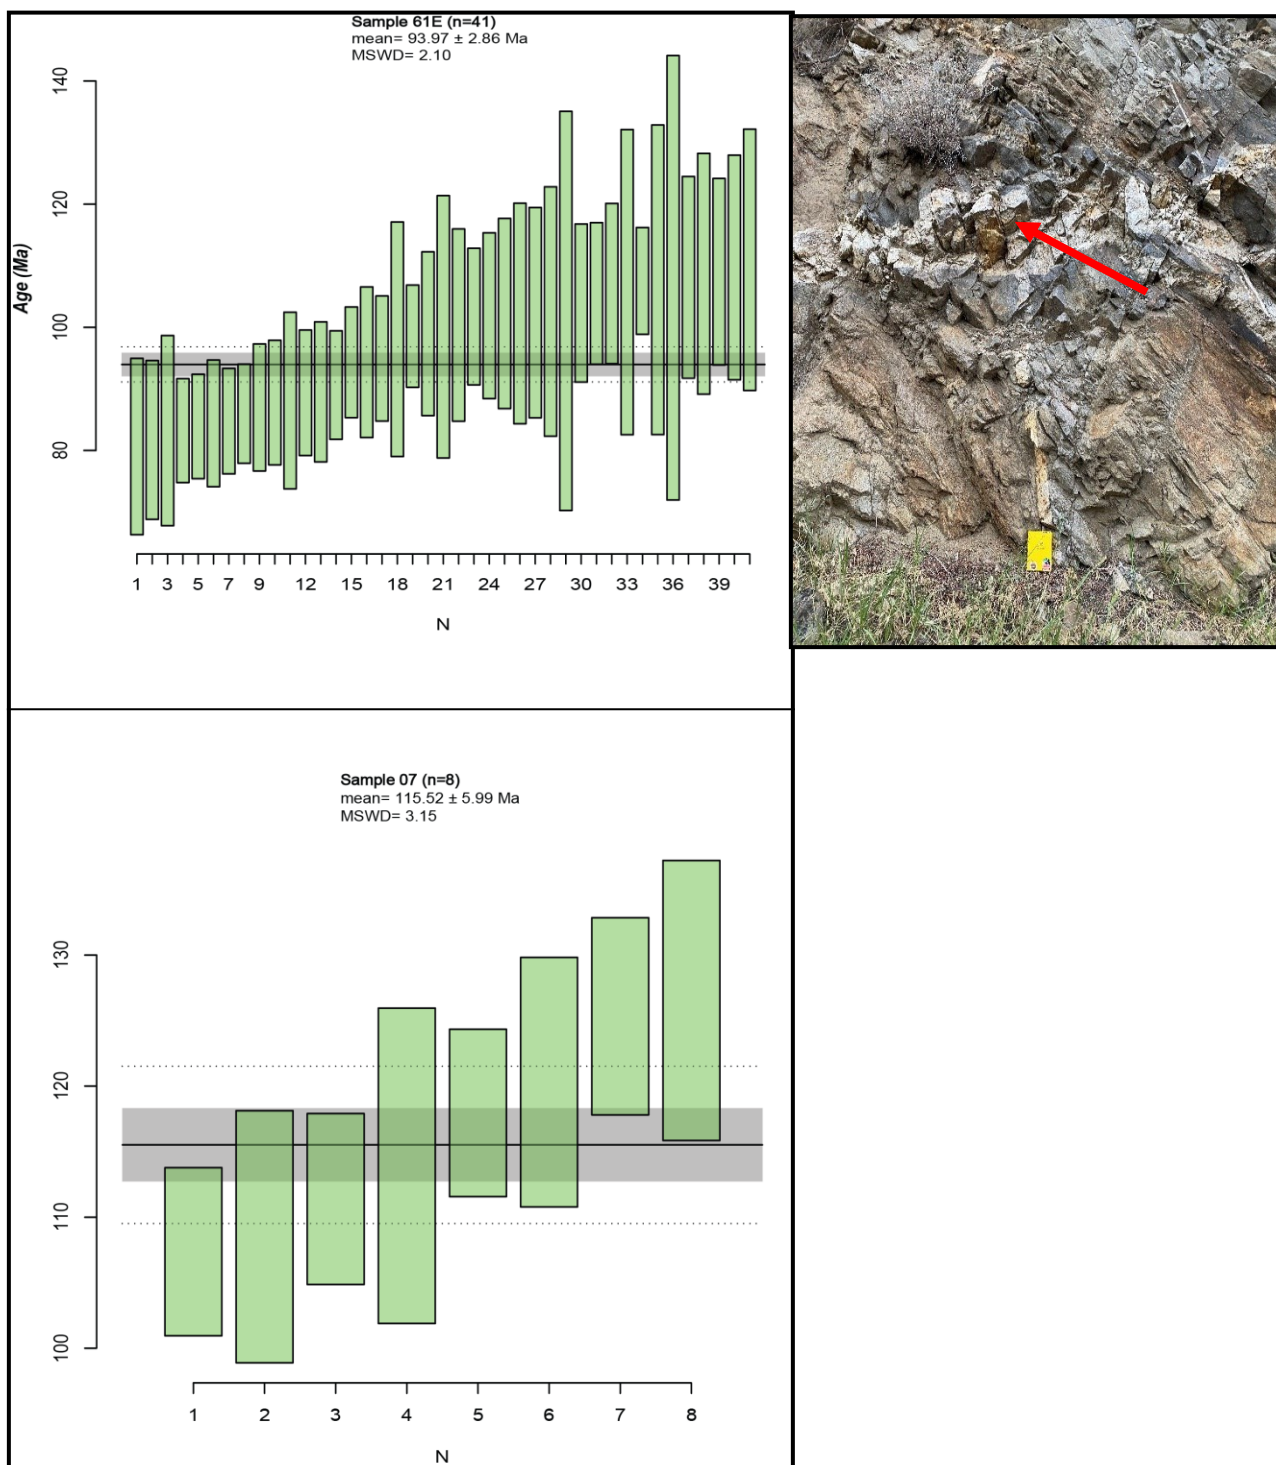 Sample 61E (n=41)
mean= 93.97 ± 2.86 Ma
MSWD= 2.10
Age (Ma)
140
120
100
80
1 3 5 7 9 12 15 18 21 24 27 30 33 36 39
N
Sample 07 (n=8)
mean= 115.52 ± 5.99 Ma
MSWD= 3.15
130
120
110
100
1 2 3 4 5 6 7 8
N